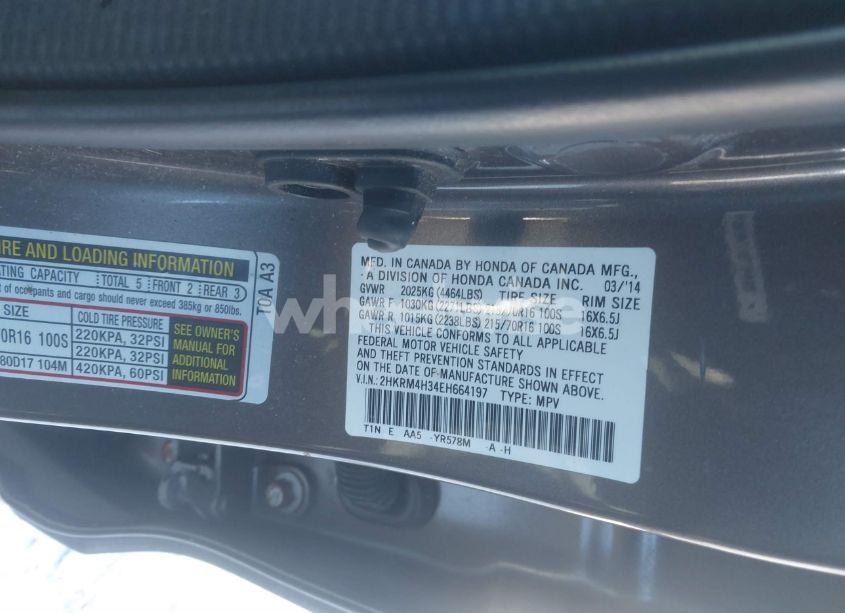 IRE AND LOADING INFORMATION
ATING CAPACITY TOTAL 5 FRONT 2 REAR 3
of occupants and cargo should never exceed 385kg or 850lbs.
SIZE COLD TIRE PRESSURE
0R16 100S 220KPA, 32PSI
220KPA, 32PSI
80D17 104M 420KPA, 60PSI
SEE OWNER'S
MANUAL FOR
ADDITIONAL
INFORMATION
T0A A3
MFD. IN CANADA BY HONDA OF CANADA MFG.,
A DIVISION OF HONDA CANADA INC. 03/'14
GVWR 2025KG (4464LBS) TIRE SIZE RIM SIZE
GAWR F 1030KG 70R16 100S 16X6.5J
GAWR R 1015KG (2238LBS) 215/70R16 100S 16X6.5J
THIS VEHICLE CONFORMS TO ALL APPLICABLE
FEDERAL MOTOR VEHICLE SAFETY
AND THEFT PREVENTION STANDARDS IN EFFECT
ON THE DATE OF MANUFACTURE SHOWN ABOVE.
V.I.N.: 2HKRM4H34EH664197 TYPE: MPV
T1N E AA5 -YR578M -A -H